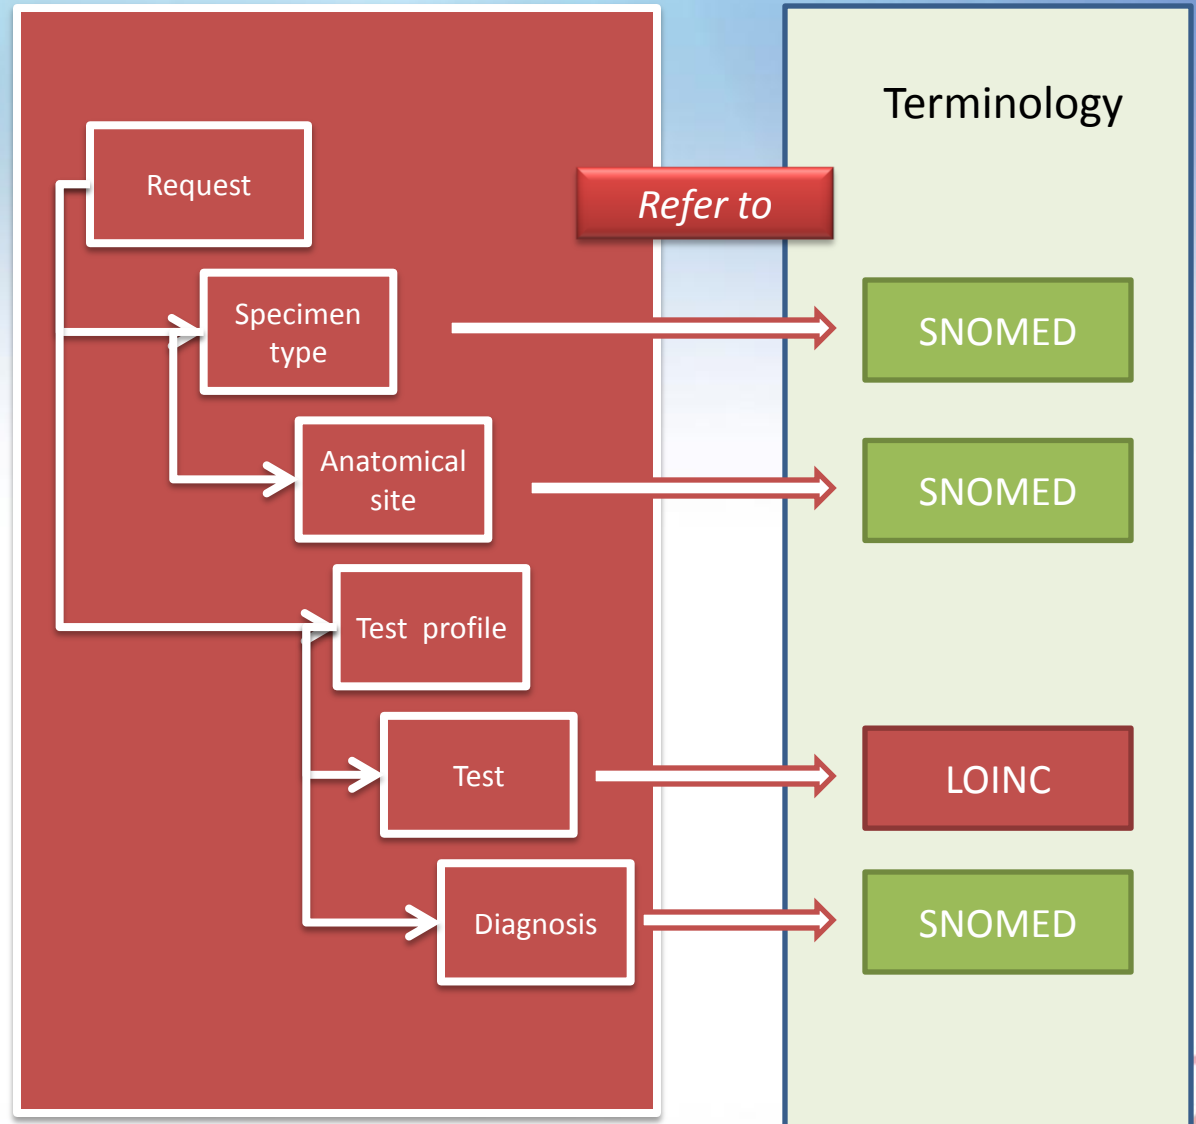 Terminology
Request
Refer to
Specimen
type
SNOMED
Anatomical
site
SNOMED
Test profile
Test
LOINC
Diagnosis
SNOMED